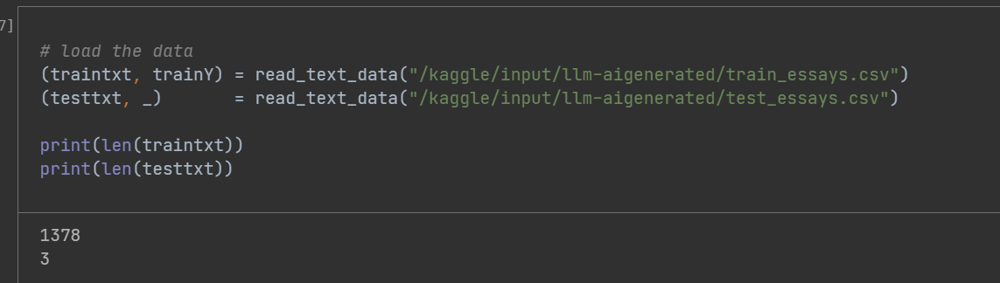 7]
# load the data
(traintxt, trainY) = read_text_data("/kaggle/input/llm-aigenerated/train_essays.csv")
(testtxt, _)       = read_text_data("/kaggle/input/llm-aigenerated/test_essays.csv")
print(len(traintxt))
print(len(testtxt))
1378
3